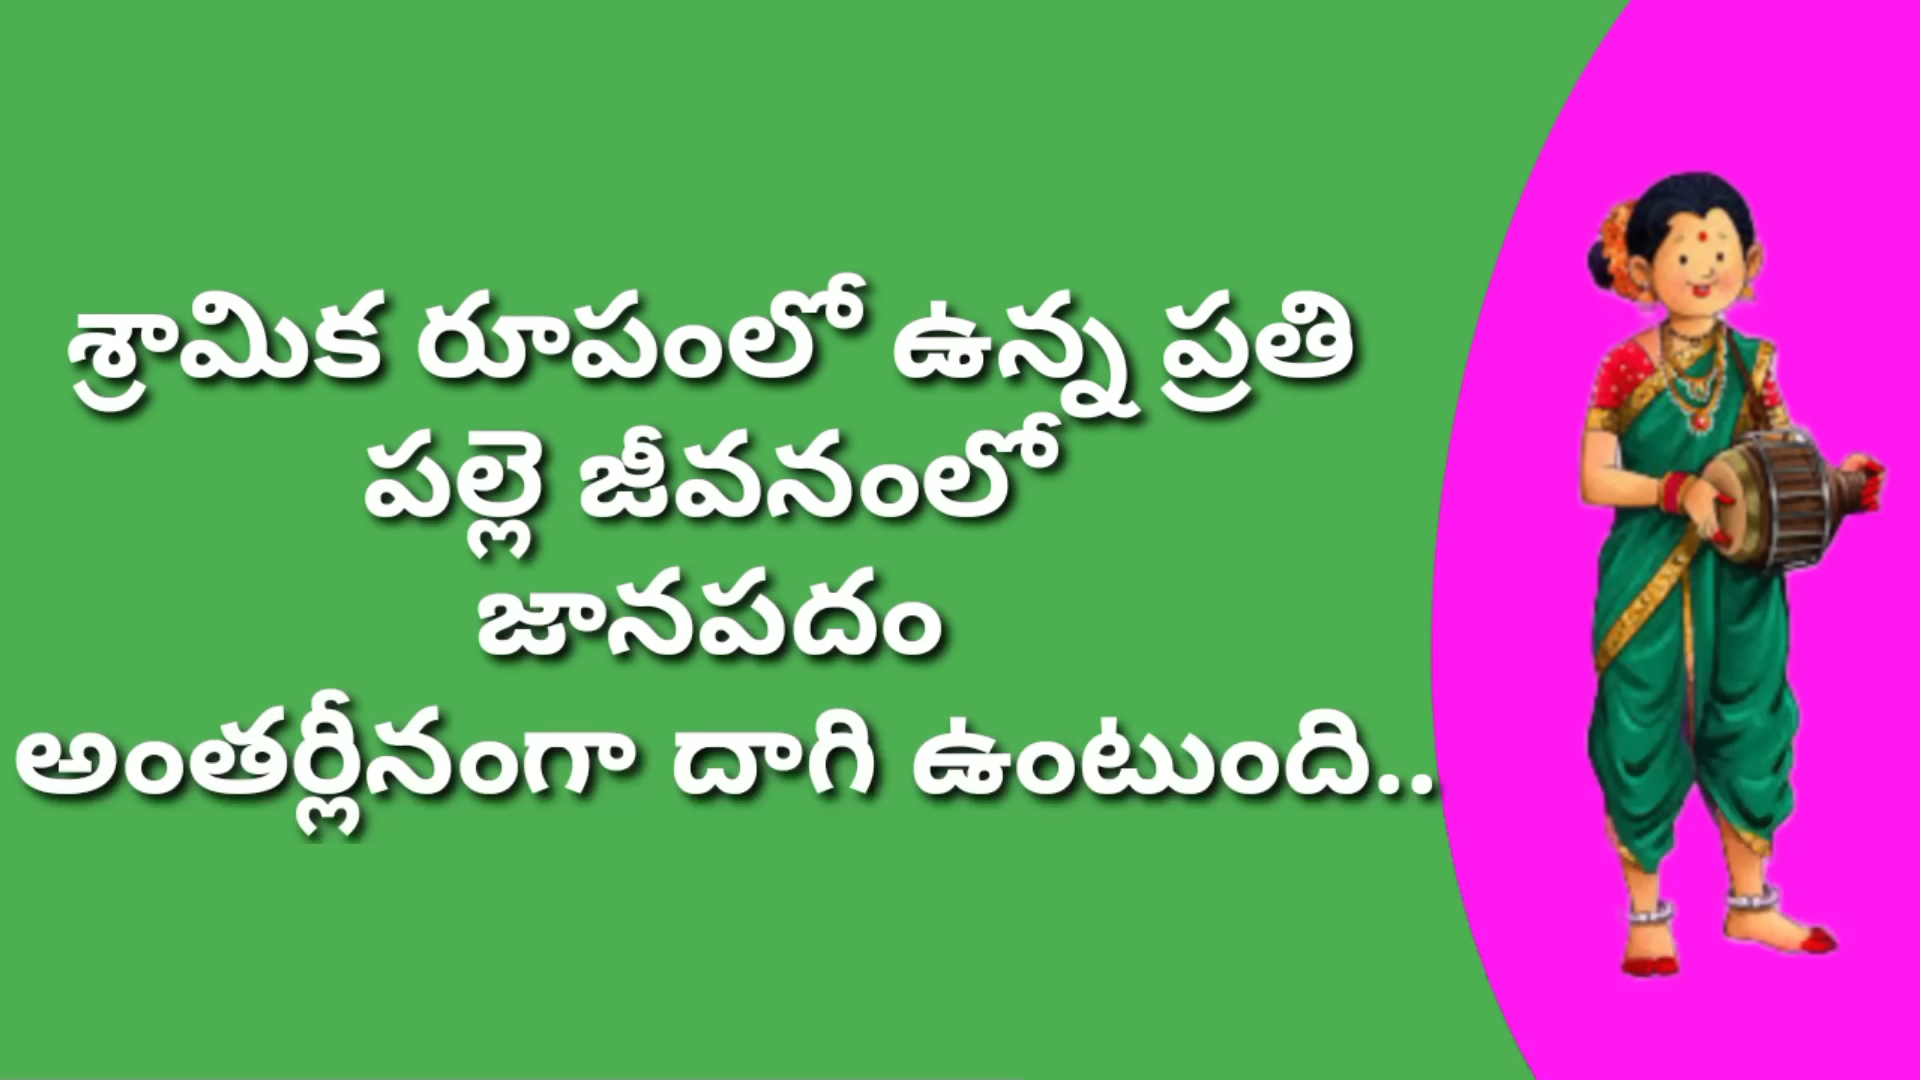 శ్రామిక రూపంలో ఉన్న ప్రతి
పల్లె జీవనంలో
జానపదం
అంతర్లీనంగా దాగి ఉంటుంది..